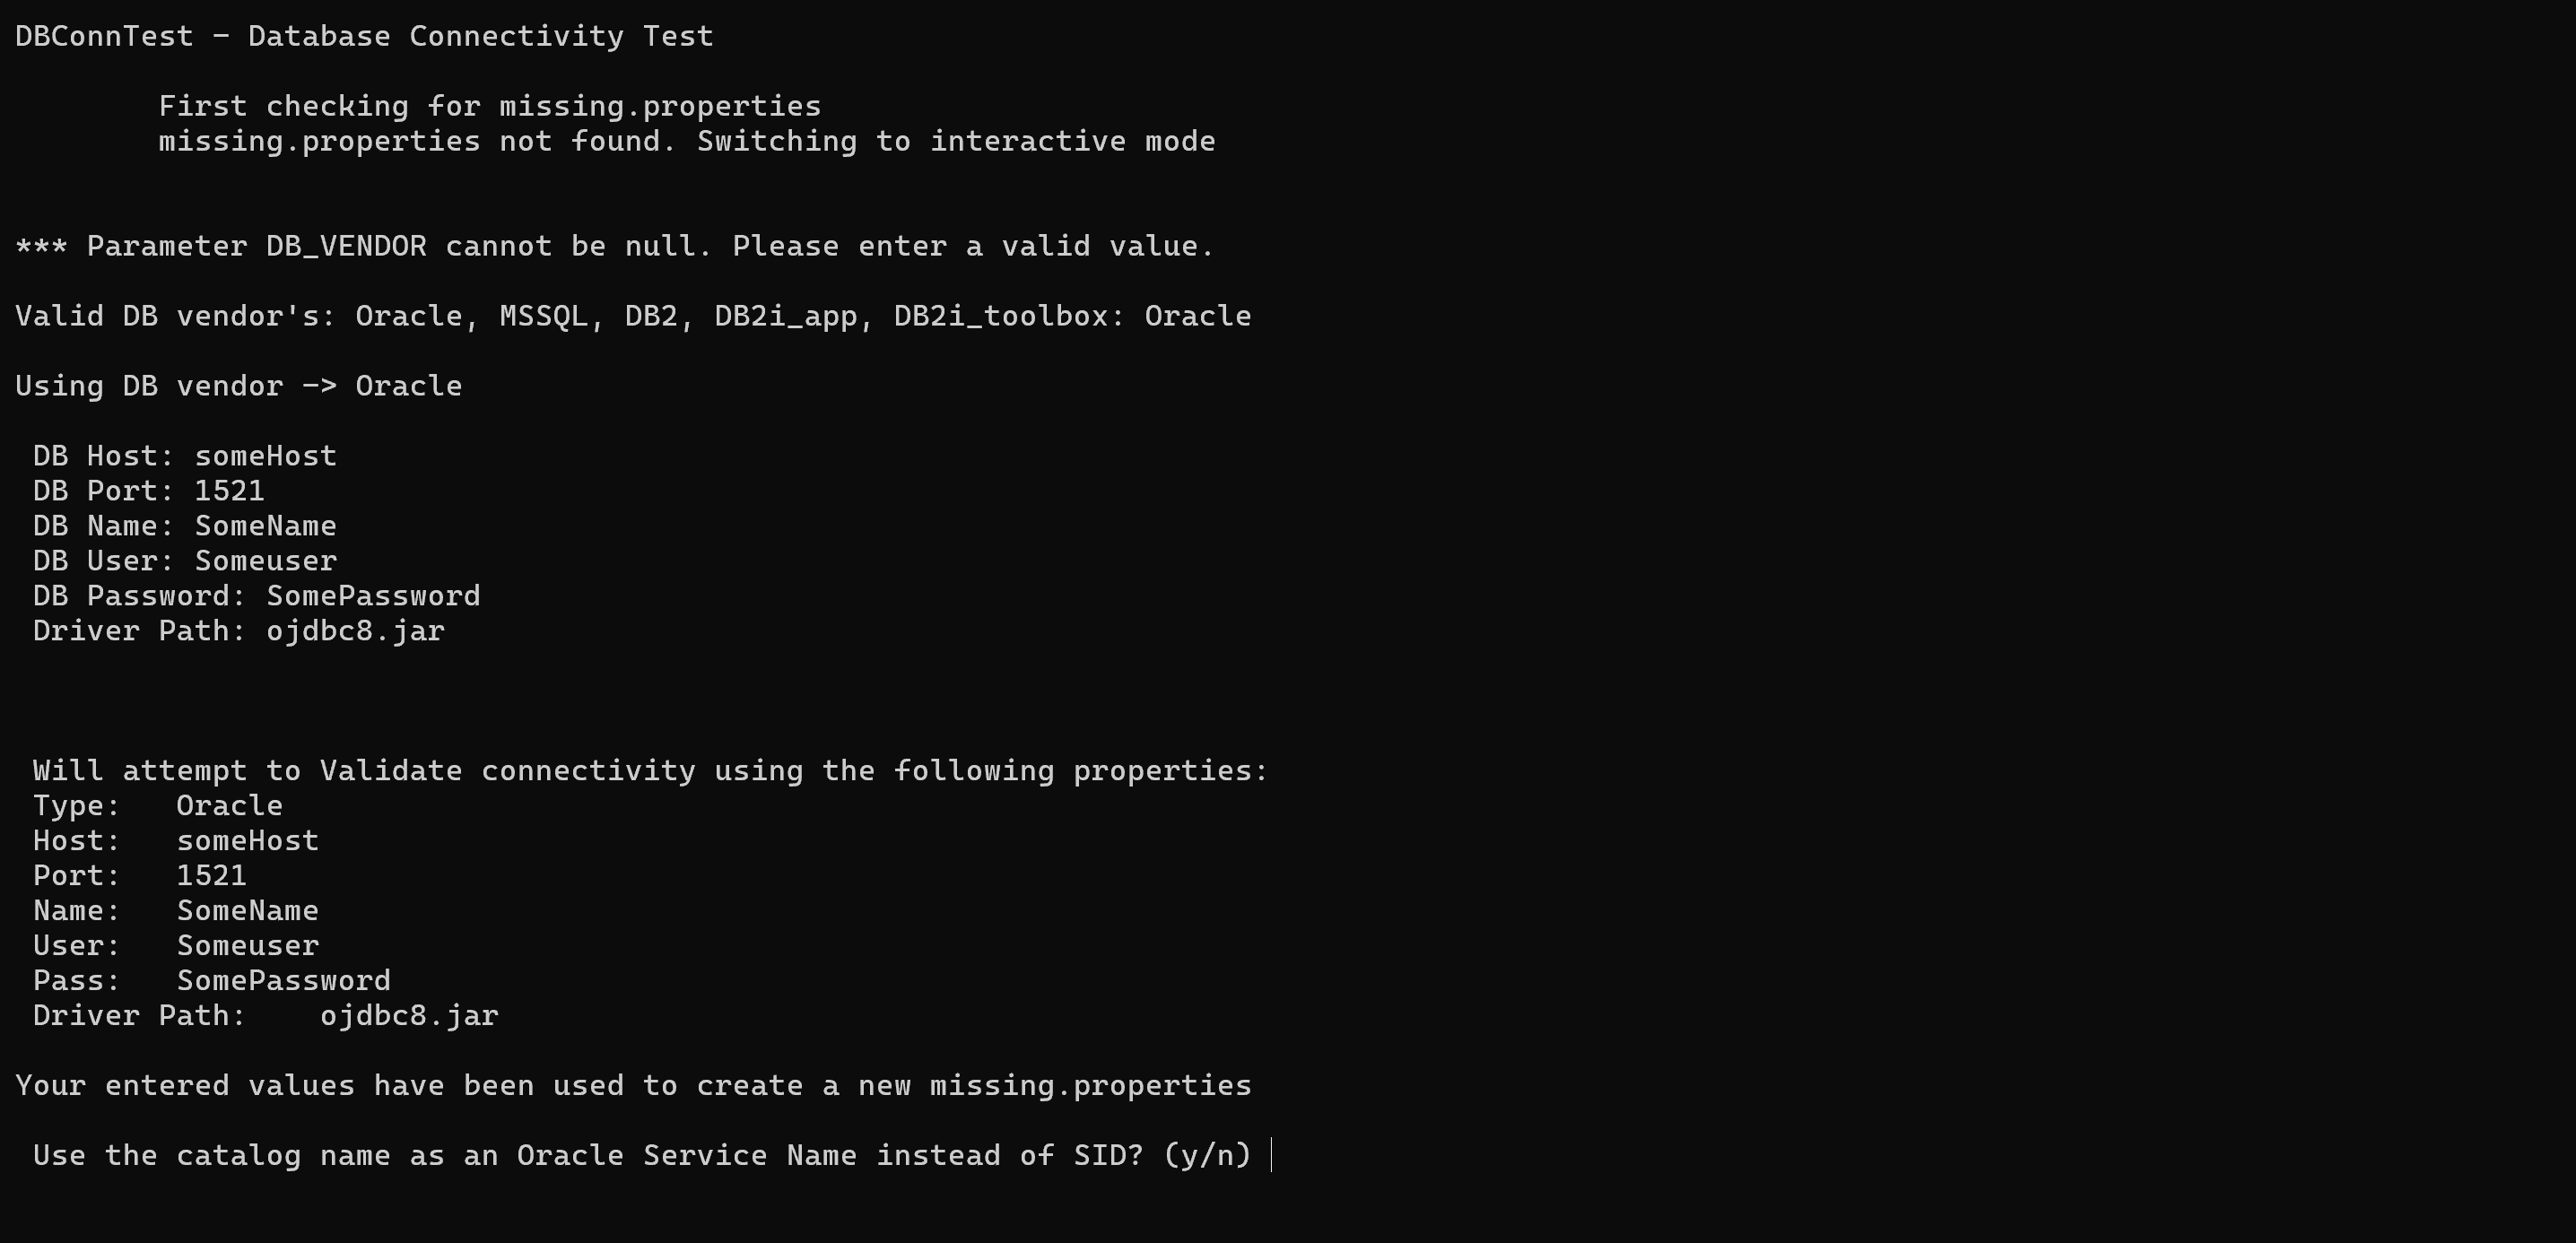 DBConnTest - Database Connectivity Test
First checking for missing.properties
missing.properties not found. Switching to interactive mode
*** Parameter DB_VENDOR cannot be null. Please enter a valid value.
Valid DB vendor's: Oracle, MSSQL, DB2, DB2i_app, DB2i_toolbox: Oracle
Using DB vendor -> Oracle
DB Host: someHost
DB Port: 1521
DB Name: SomeName
DB User: Someuser
DB Password: SomePassword
Driver Path: ojdbc8.jar
Will attempt to Validate connectivity using the following properties:
Type:   Oracle
Host:   someHost
Port:   1521
Name:   SomeName
User:   Someuser
Pass:   SomePassword
Driver Path:    ojdbc8.jar
Your entered values have been used to create a new missing.properties
Use the catalog name as an Oracle Service Name instead of SID? (y/n)